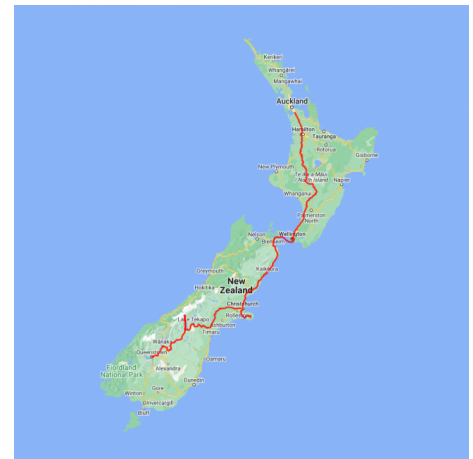 Kerikeri
Whangārei
Mangawhai
Auckland
Hamilton
Tauranga
Rotorua
Gisborne
New Plymouth
Te Ika-a-Māui
North Island
Napier
Whanganui
Palmerston
North
Nelson
Wellington
Blenheim
Greymouth
Kaikōura
Hokitika
New
Zealand
Christchurch
Rolleston
Lake Tekapo
Ashburton
Timaru
Wānaka
Queenstown
Oamaru
Fiordland
National Park
Alexandra
Gore
Dunedin
Winton
Invercargill
Bluff